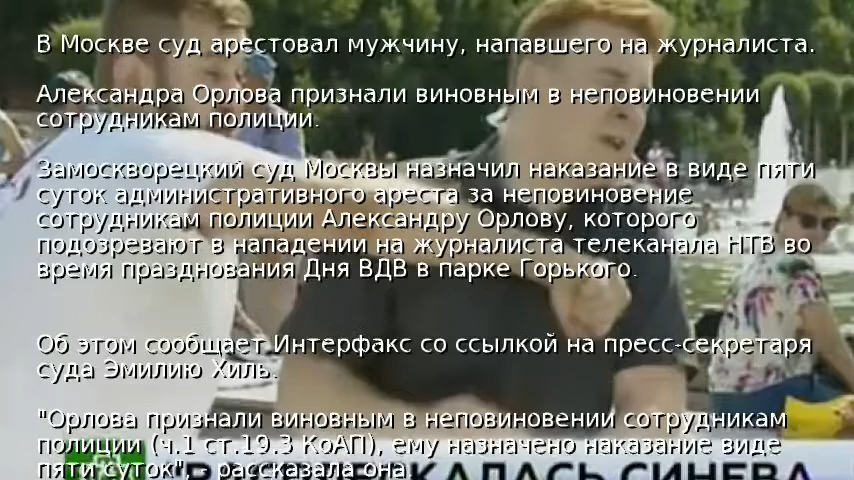 В Москве суд арестовал мужчину, напавшего на журналиста.
Александра Орлова признали виновным в неповиновении
сотрудникам полиции.
Замоскворецкий суд Москвы назначил наказание в виде пяти
суток административного ареста за неповиновение
сотрудникам полиции Александру Орлову, которого
подозревают в нападении на журналиста телеканала НТВ во
время празднования Дня ВДВ в парке Горького.
Об этом сообщает Интерфакс со ссылкой на пресс-секретаря
суда Эмилию Хиль.
"Орлова признали виновным в неповиновении сотрудникам
полиции (ч.1 ст.19.3 КоАП), ему назначено наказание виде
пяти суток", - рассказала она.
КАЛАСЬ СИНЕВА